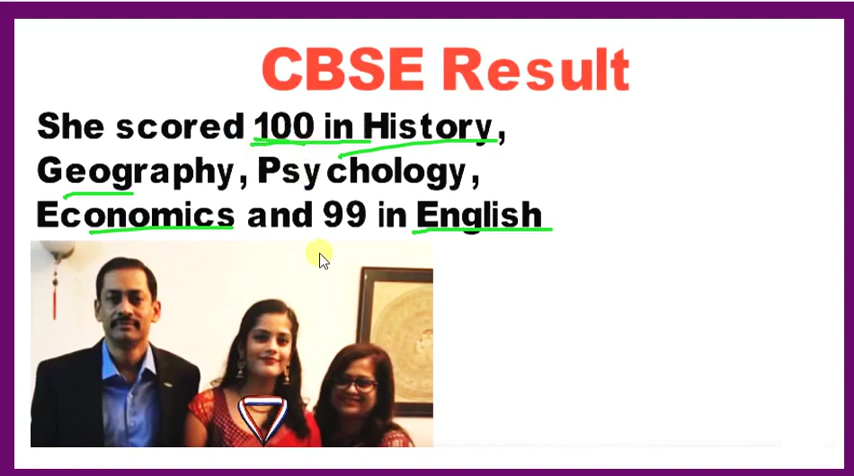 CBSE Result
She scored 100 in History,
Geography, Psychology,
Economics and 99 in English